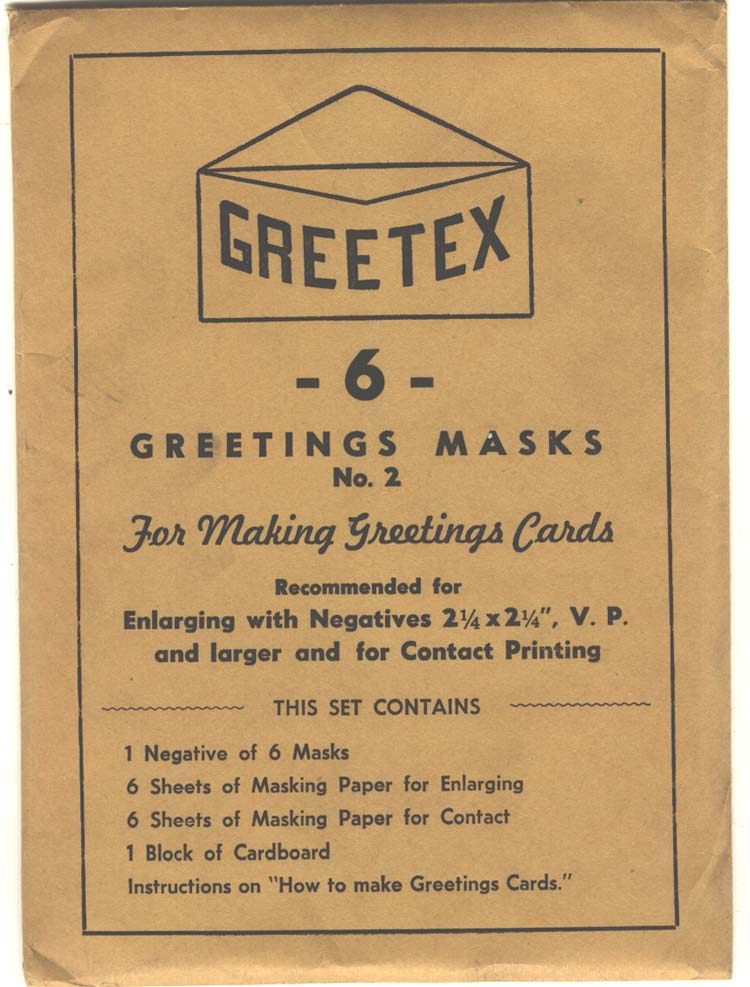 GREETEX
- 6 -
GREETINGS MASKS
No. 2
For Making Greetings Cards
Recommended for
Enlarging with Negatives 2¼ x 2¼", V. P.
and larger and for Contact Printing
THIS SET CONTAINS
1 Negative of 6 Masks
6 Sheets of Masking Paper for Enlarging
6 Sheets of Masking Paper for Contact
1 Block of Cardboard
Instructions on "How to make Greetings Cards."